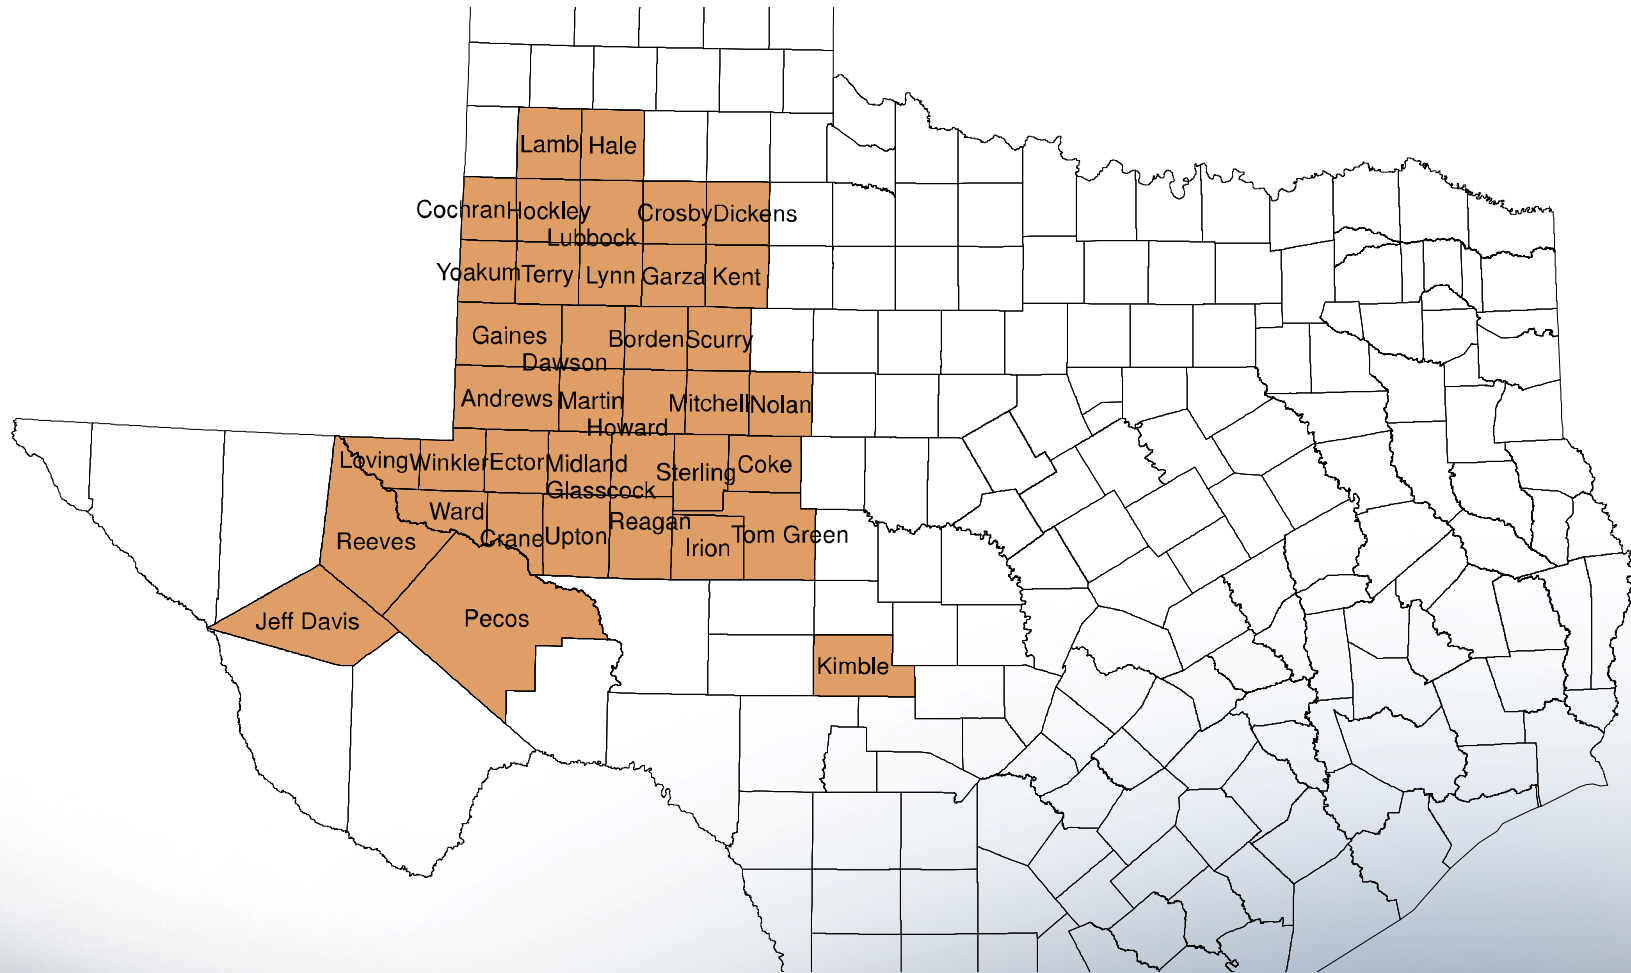 Lamb Hale
Cochran Hockley Crosby Dickens
Lubbock
Yoakum Terry Lynn Garza Kent
Gaines Borden Scurry
Dawson
Andrews Martin Mitchell Nolan
Howard
Loving Winkler Ector Midland Sterling Coke
Glasscock
Ward Reagan
Reeves Crane Upton Irion Tom Green
Jeff Davis Pecos
Kimble